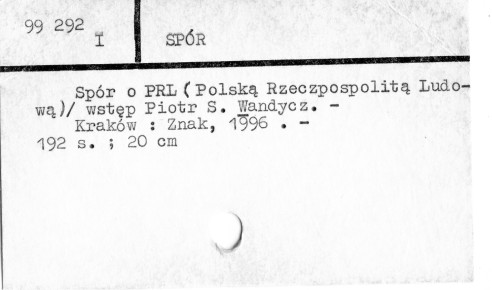 99 292
I
SPÓR
Spór o PRL (Polską Rzeczpospolitą Ludo-
wą)/ wstęp Piotr S. Wandycz. -
Kraków : Znak, 1996 . -
192 s. ; 20 cm